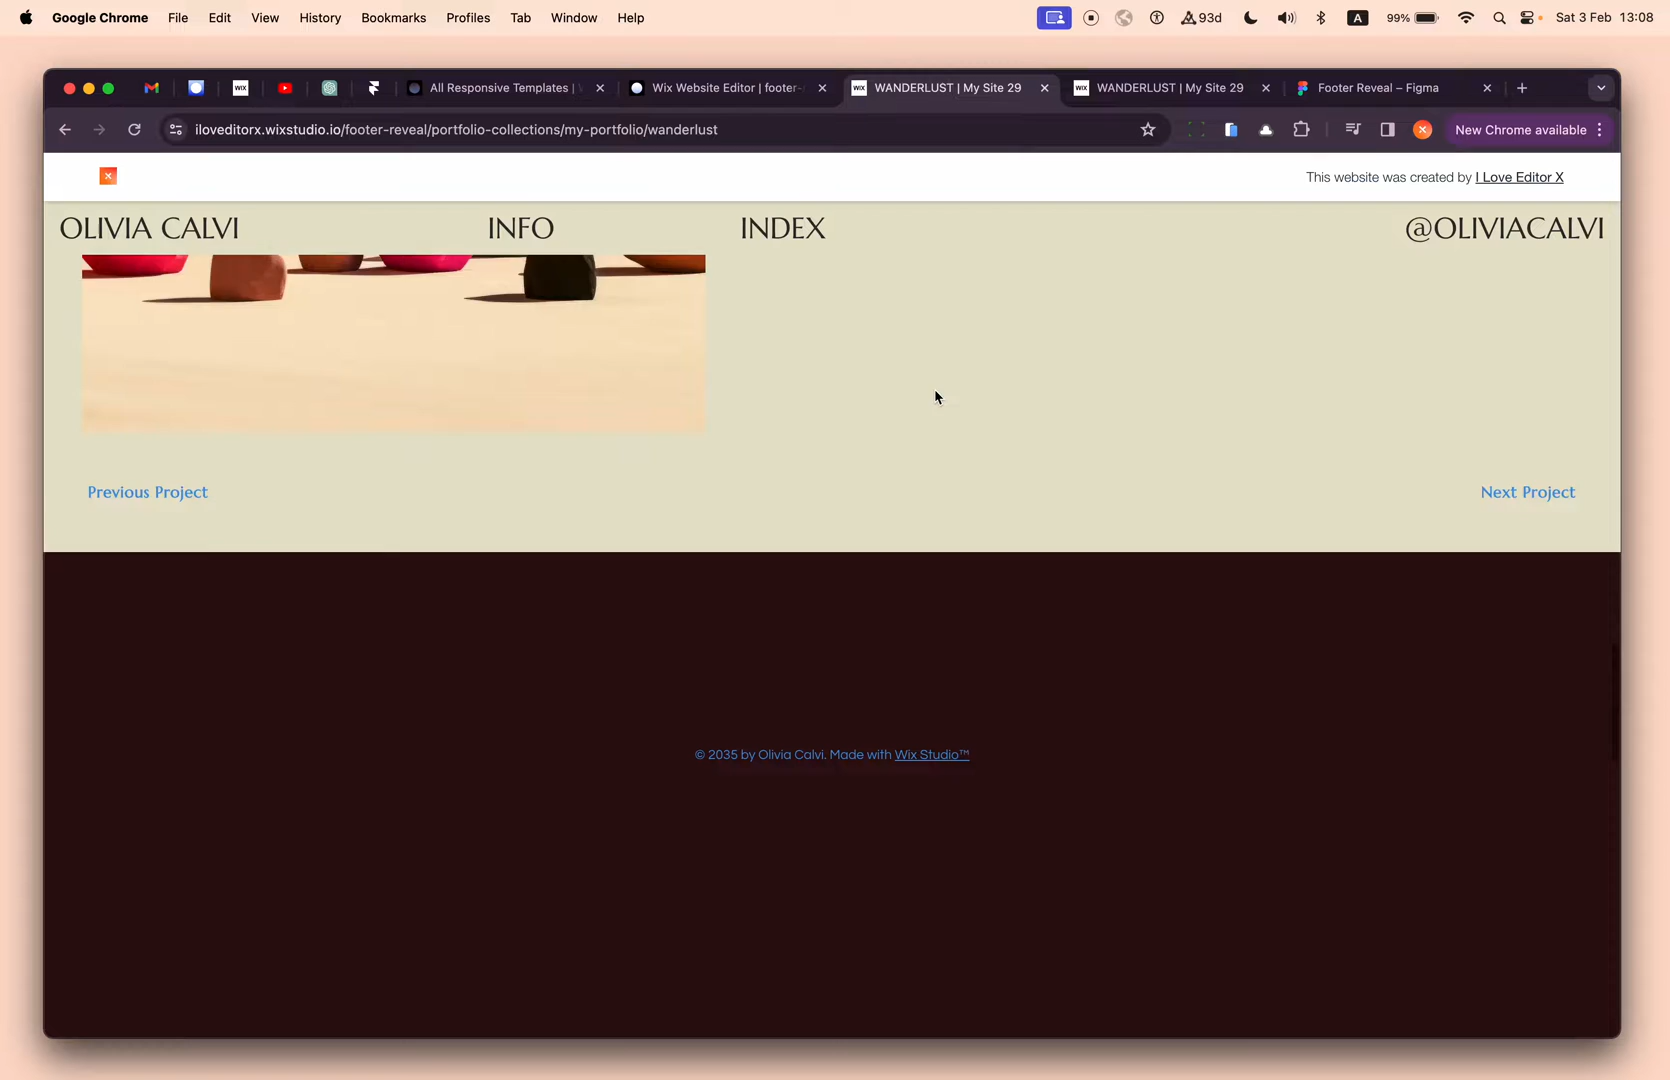 Google Chrome File Edit View History Bookmarks Profiles Tab Window Help A 93d 99% Sat 3 Feb 13:08
WIX All Responsive Templates | Wix Website Editor | footer- WIX WANDERLUST | My Site 29 WIX WANDERLUST | My Site 29 Footer Reveal – Figma
iloveditorx.wixstudio.io/footer-reveal/portfolio-collections/my-portfolio/wanderlust New Chrome available
This website was created by I Love Editor X
OLIVIA CALVI INFO INDEX @OLIVIACALVI
Previous Project Next Project
© 2035 by Olivia Calvi. Made with Wix Studio™